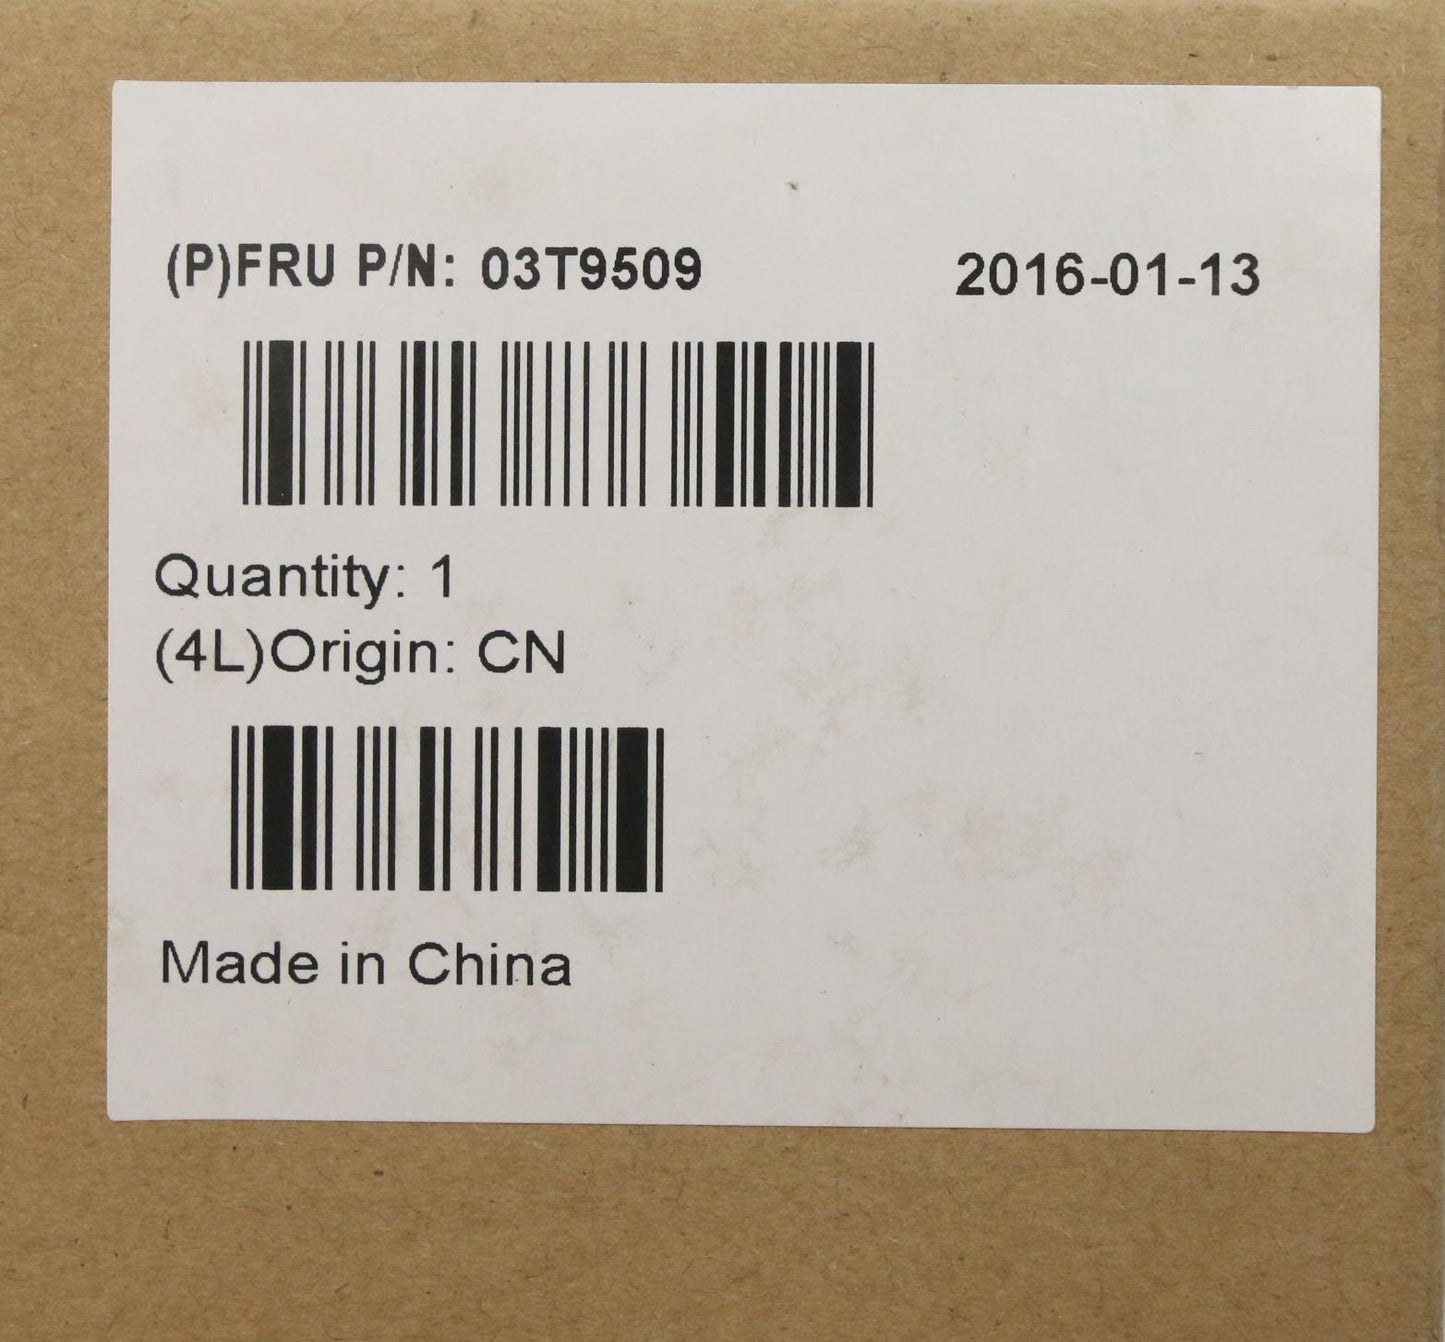 (P)FRU P/N: 03T9509 2016-01-13
Quantity: 1
(4L)Origin: CN
Made in China